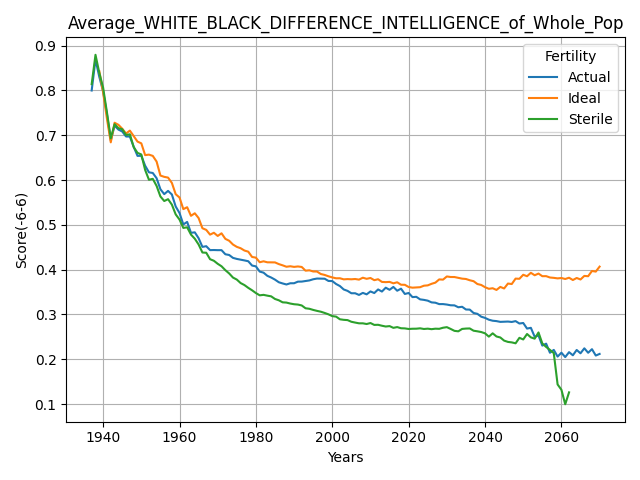 Average_WHITE_BLACK_DIFFERENCE_INTELLIGENCE_of_Whole_Pop
Fertility
Actual
Ideal
Sterile
Score(-6-6)
0.9
0.8
0.7
0.6
0.5
0.4
0.3
0.2
0.1
1940
1960
1980
2000
2020
2040
2060
Years